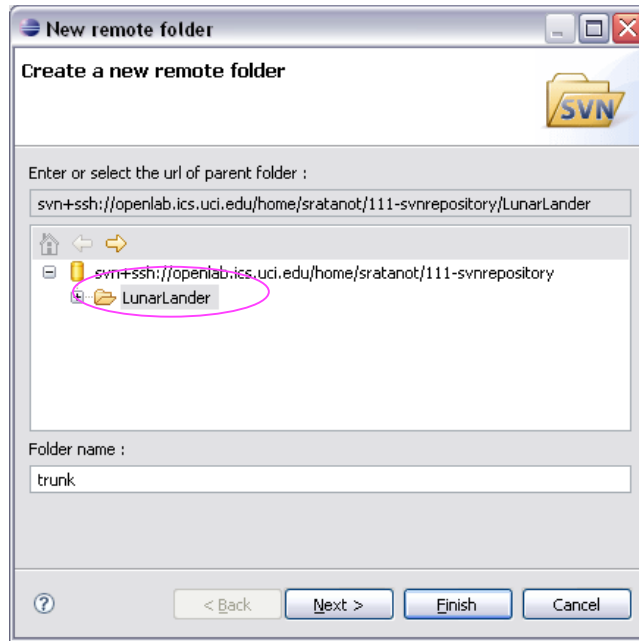 New remote folder
Create a new remote folder
SVN
Enter or select the url of parent folder :
svn+ssh://openlab.ics.uci.edu/home/sratanot/111-svnrepository/LunarLander
svn+ssh://openlab.ics.uci.edu/home/sratanot/111-svnrepository
LunarLander
Folder name :
trunk
< Back
Next >
Finish
Cancel